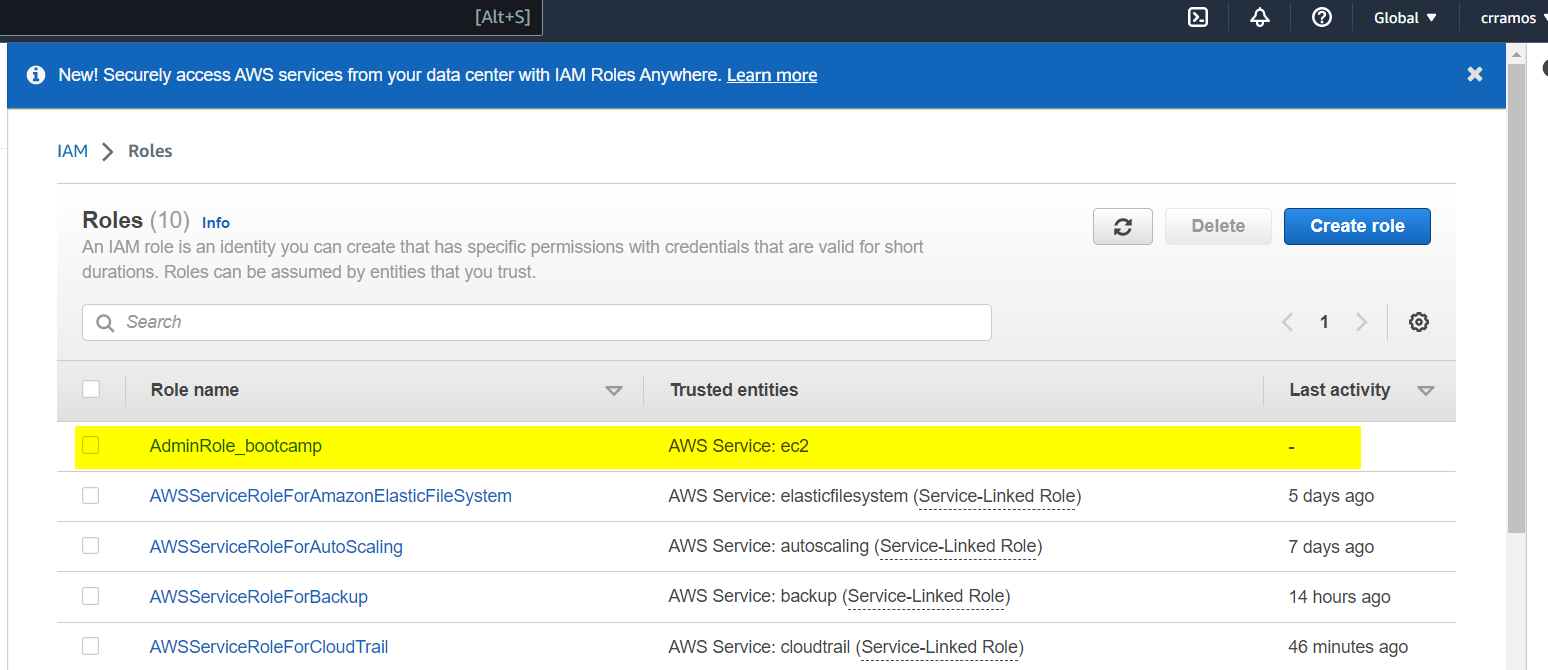 [Alt+S]
Global
crramos
New! Securely access AWS services from your data center with IAM Roles Anywhere. Learn more
IAM
Roles
Roles (10) Info
Delete
Create role
An IAM role is an identity you can create that has specific permissions with credentials that are valid for short
durations. Roles can be assumed by entities that you trust.
Search
1
Role name
Trusted entities
Last activity
AdminRole_bootcamp
AWS Service: ec2
-
AWSServiceRoleForAmazonElasticFileSystem
AWS Service: elasticfilesystem (Service-Linked Role)
5 days ago
AWSServiceRoleForAutoScaling
AWS Service: autoscaling (Service-Linked Role)
7 days ago
AWSServiceRoleForBackup
AWS Service: backup (Service-Linked Role)
14 hours ago
AWSServiceRoleForCloudTrail
AWS Service: cloudtrail (Service-Linked Role)
46 minutes ago